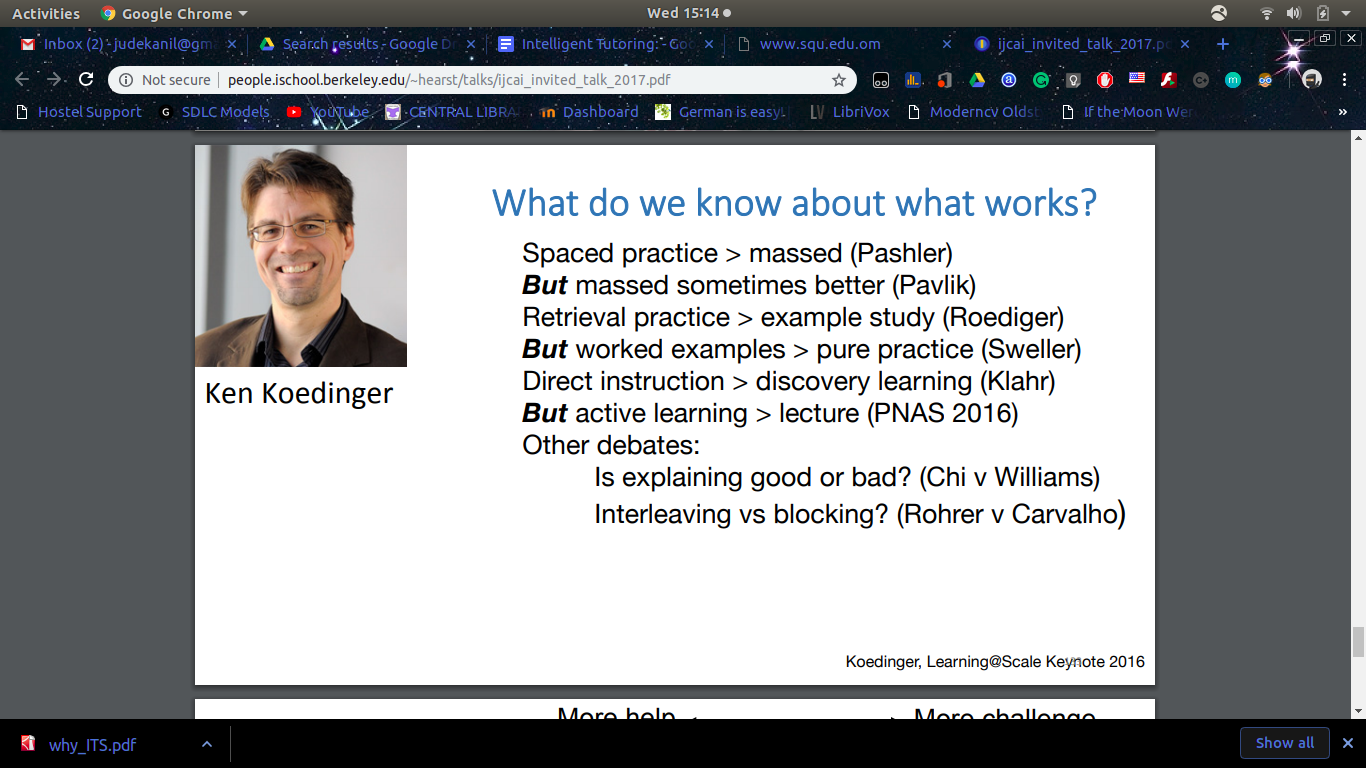 Activities Google Chrome Wed 15:14
Inbox (2) - judekanil@gma
Search results - Google D
Intelligent Tutoring: - Goo
www.squ.edu.om
ijcai_invited_talk_2017.pd
Not secure people.ischool.berkeley.edu/~hearst/talks/ijcai_invited_talk_2017.pdf
Hostel Support
SDLC Models
YouTube
CENTRAL LIBRA
Dashboard
German is easy!
LibriVox
Moderncv Oldst
If the Moon Wer
»
What do we know about what works?
Spaced practice > massed (Pashler)
But massed sometimes better (Pavlik)
Retrieval practice > example study (Roediger)
But worked examples > pure practice (Sweller)
Direct instruction > discovery learning (Klahr)
But active learning > lecture (PNAS 2016)
Other debates:
Is explaining good or bad? (Chi v Williams)
Interleaving vs blocking? (Rohrer v Carvalho)
Ken Koedinger
Koedinger, Learning@Scale Keynote 2016
More help
More challenge
why_ITS.pdf
Show all